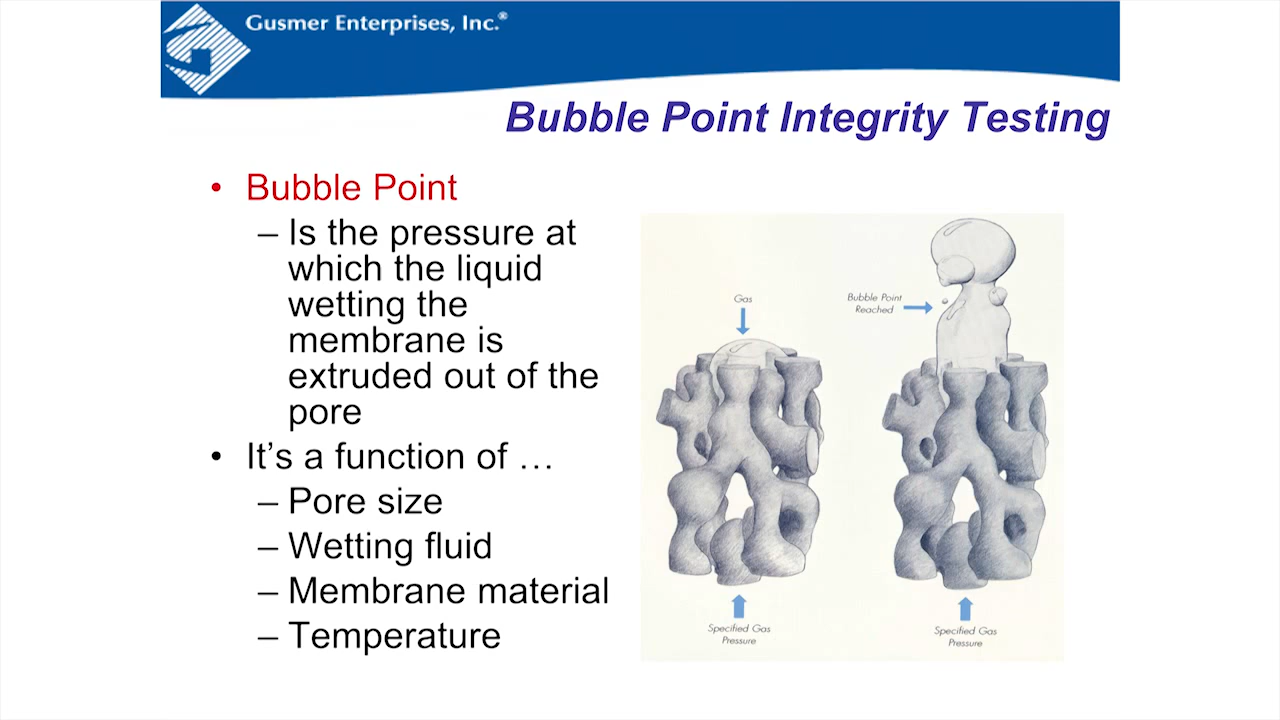 Gusmer Enterprises, Inc.®
Bubble Point Integrity Testing
• Bubble Point
– Is the pressure at
which the liquid
wetting the
membrane is
extruded out of the
pore
• It’s a function of …
– Pore size
– Wetting fluid
– Membrane material
– Temperature
Gas
Specified Gas
Pressure
Bubble Point
Reached
Specified Gas
Pressure